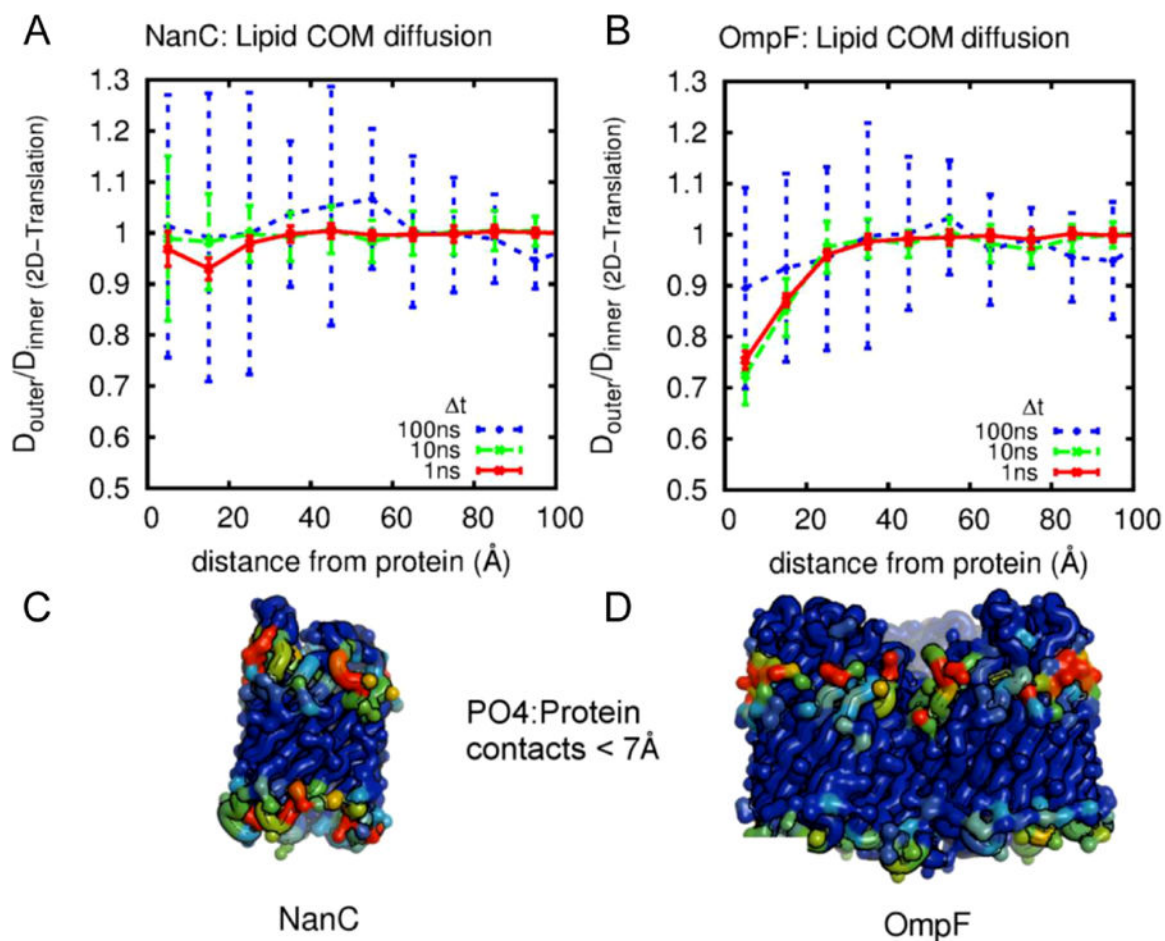 A NanC: Lipid COM diffusion
Douter/Dinner (2D-Translation)
1.3
1.2
1.1
1
0.9
0.8
0.7
0.6
0.5
0 20 40 60 80 100
distance from protein (Å)
Δt
100ns
10ns
1ns
B OmpF: Lipid COM diffusion
Douter/Dinner (2D-Translation)
1.3
1.2
1.1
1
0.9
0.8
0.7
0.6
0.5
0 20 40 60 80 100
distance from protein (Å)
Δt
100ns
10ns
1ns
C
NanC
PO4:Protein
contacts < 7Å
D
OmpF